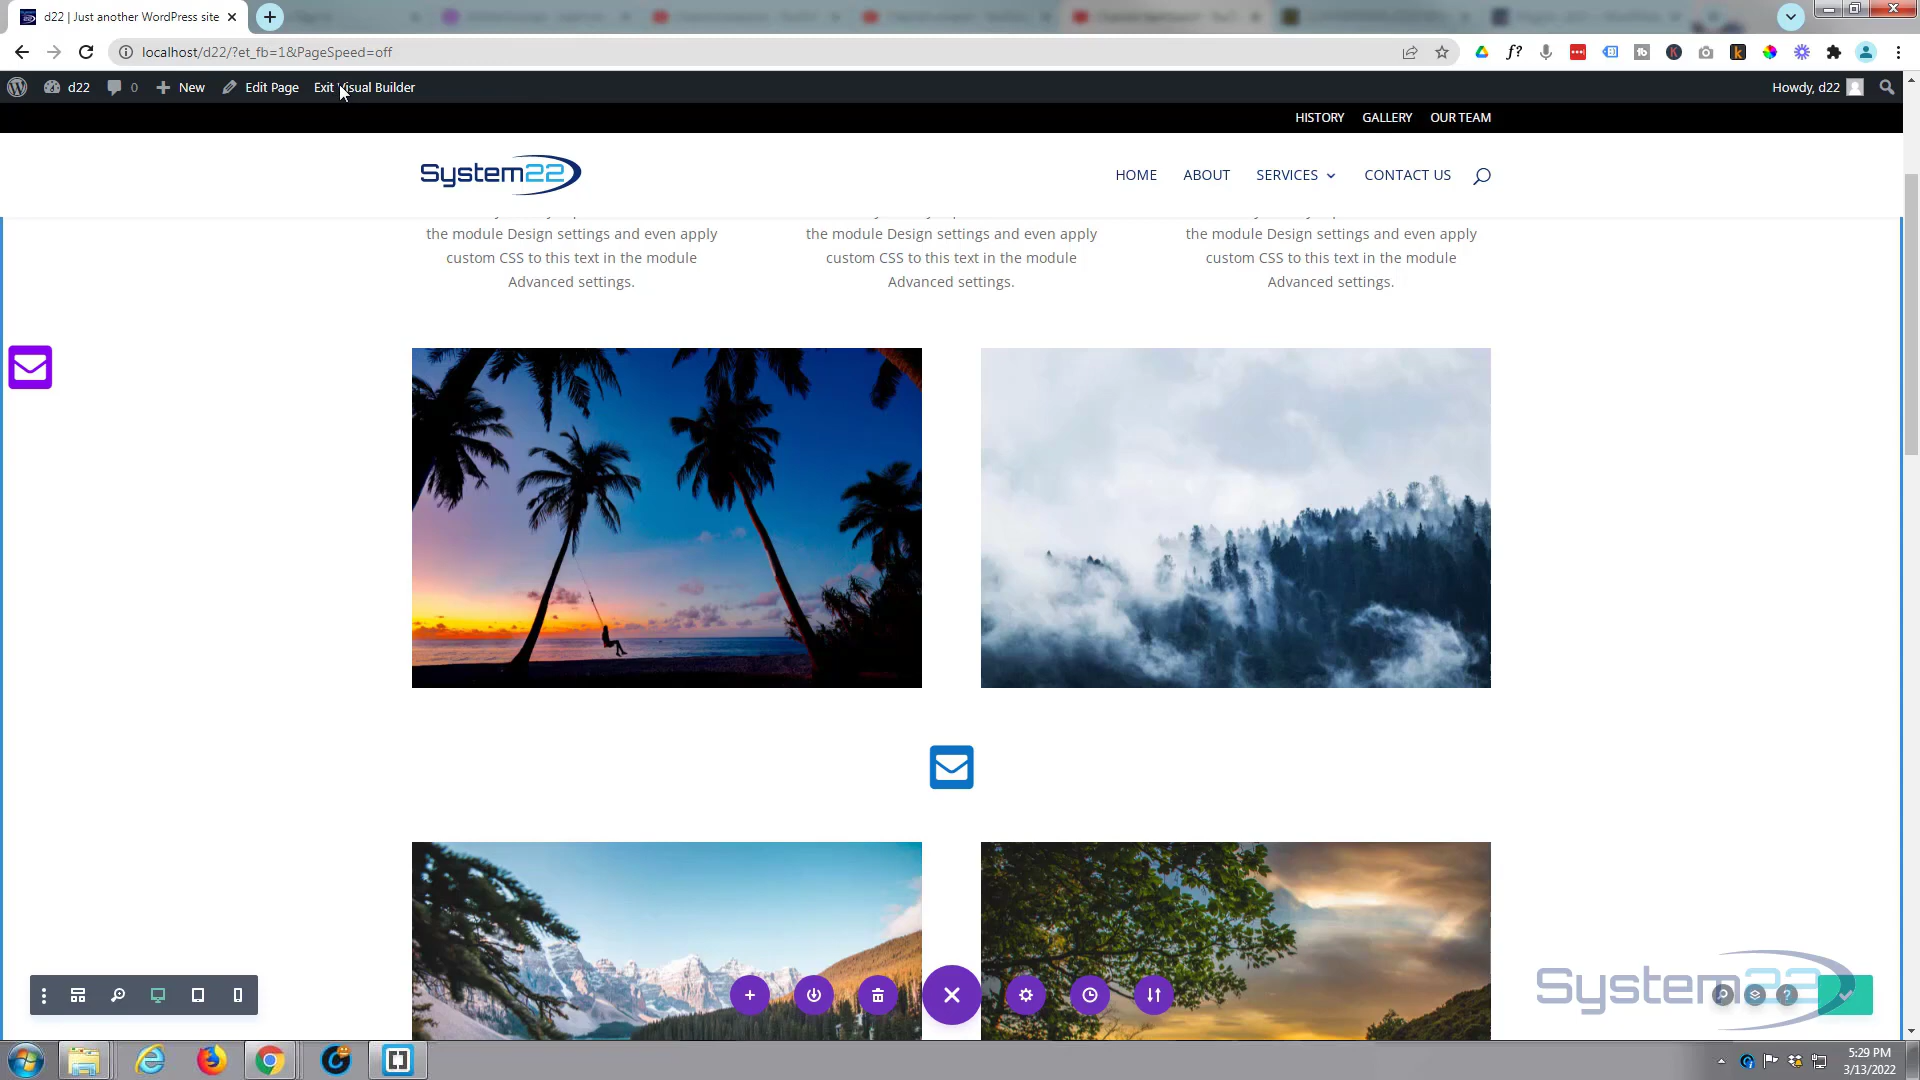 d22 | Just another WordPress site
localhost/d22/?et_fb=1&PageSpeed=off
d22 0 New Edit Page Exit Visual Builder Howdy, d22
HISTORY GALLERY OUR TEAM
System22 HOME ABOUT SERVICES CONTACT US
the module Design settings and even apply
custom CSS to this text in the module
Advanced settings.
the module Design settings and even apply
custom CSS to this text in the module
Advanced settings.
the module Design settings and even apply
custom CSS to this text in the module
Advanced settings.
System22
5:29 PM
3/13/2022